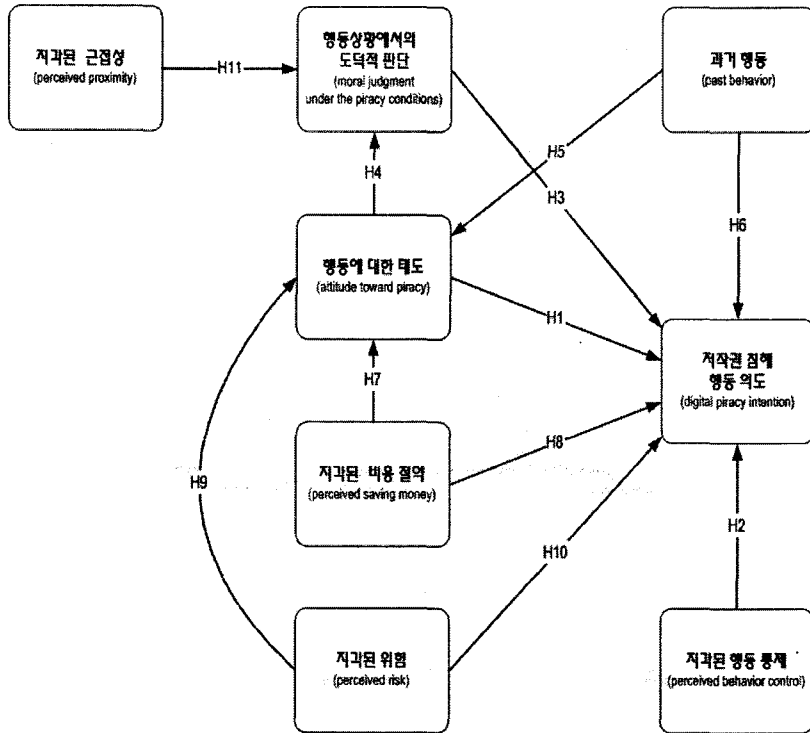 지각된 근접성
(perceived proximity)
H11
행동상황에서의
도덕적 판단
(moral judgment
under the piracy conditions)
과거 행동
(past behavior)
H4
H5
H3
H6
행동에 대한 태도
(attitude toward piracy)
H1
저작권 침해
행동 의도
(digital piracy intention)
H7
H8
지각된 비용 절약
(perceived saving money)
H9
H2
H10
지각된 위험
(perceived risk)
지각된 행동 통제
(perceived behavior control)